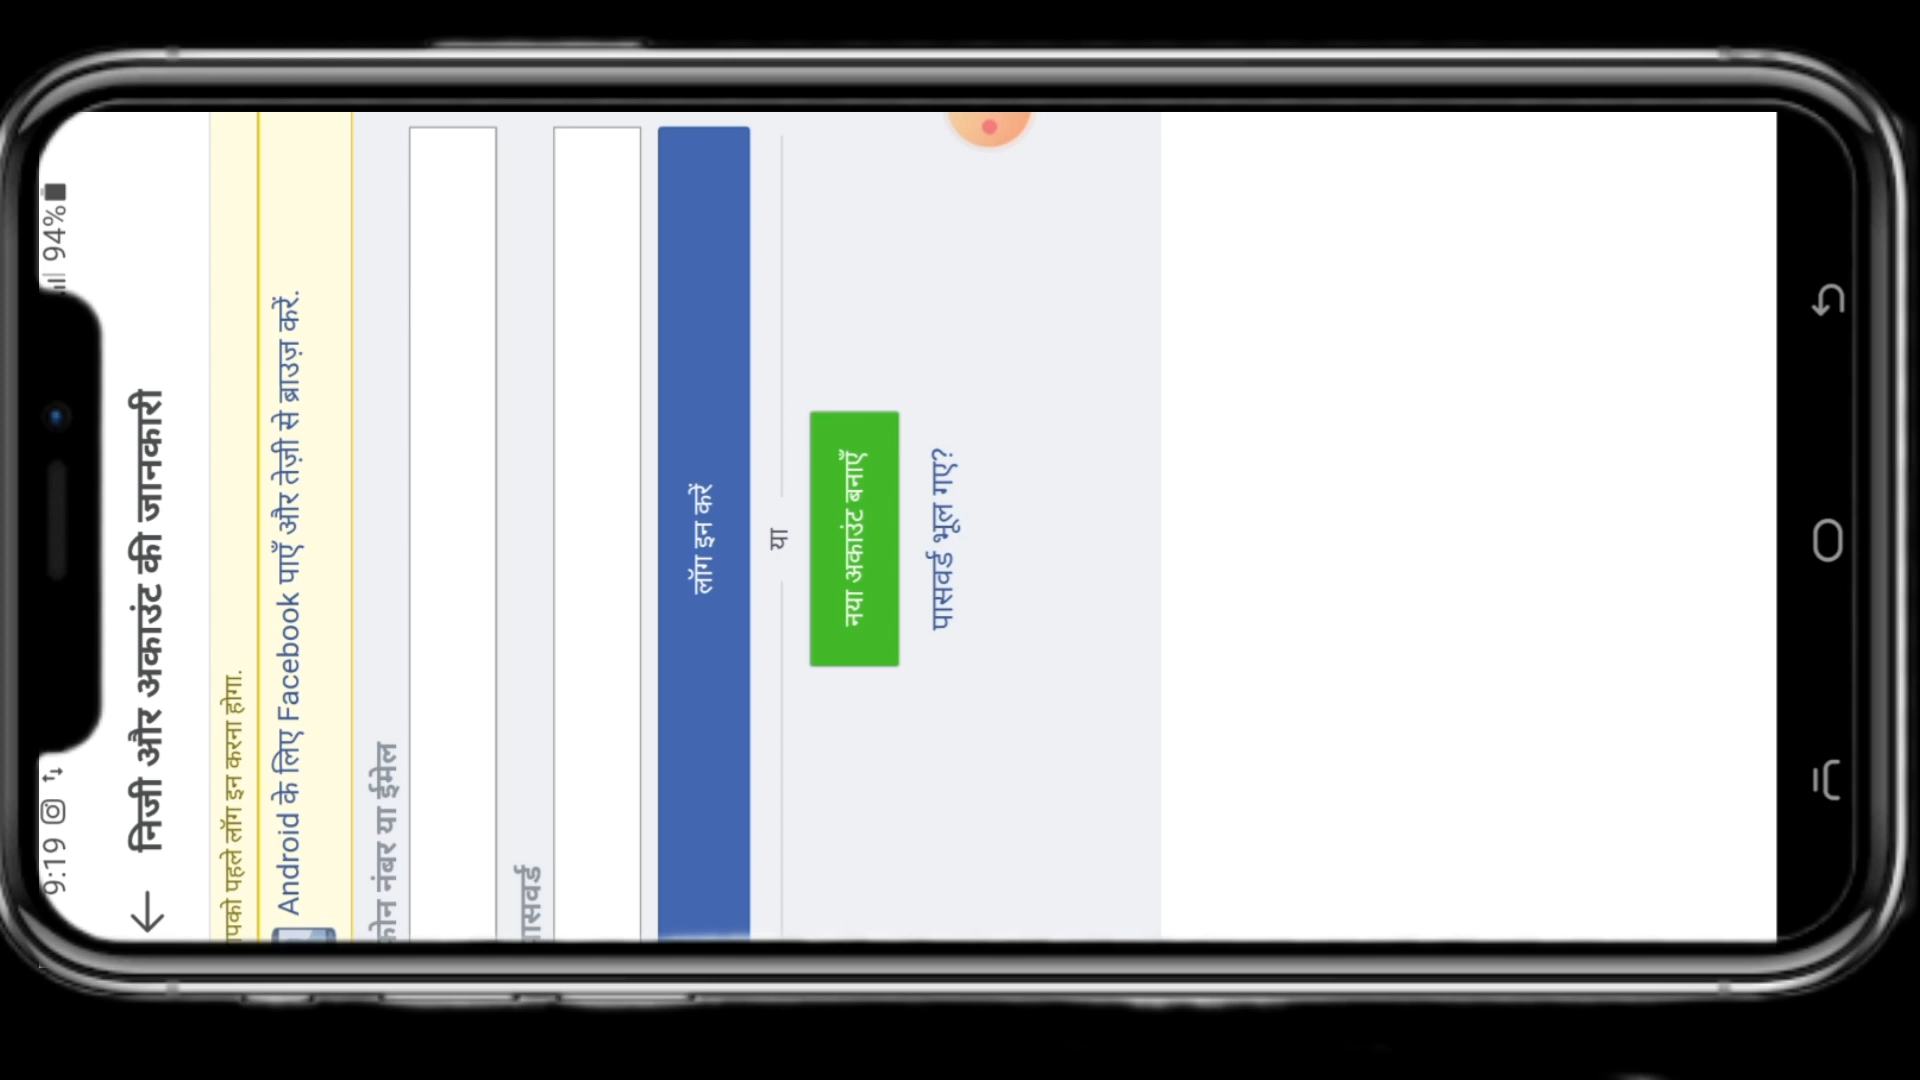 9:19 94%
निजी और अकाउंट की जानकारी
पहले लॉग इन करना होगा.
Android के लिए Facebook पाएँ और तेज़ी से ब्राउज़ करें.
नंबर या ईमेल
लॉग इन करें
या
नया अकाउंट बनाएँ
पासवर्ड भूल गए?